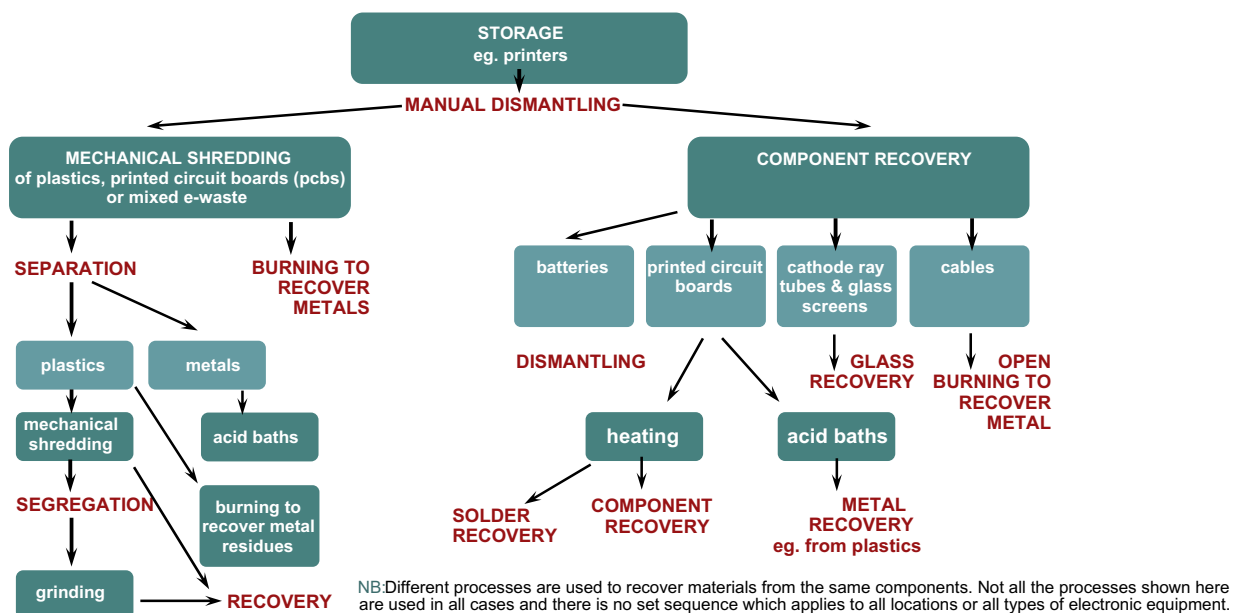 STORAGE
eg. printers
MANUAL DISMANTLING
MECHANICAL SHREDDING
of plastics, printed circuit boards (pcbs)
or mixed e-waste
COMPONENT RECOVERY
SEPARATION
BURNING TO
RECOVER
METALS
batteries
printed circuit
boards
cathode ray
tubes & glass
screens
cables
plastics
metals
DISMANTLING
GLASS
RECOVERY
OPEN
BURNING TO
RECOVER
METAL
mechanical
shredding
acid baths
heating
acid baths
SEGREGATION
burning to
recover metal
residues
SOLDER
RECOVERY
COMPONENT
RECOVERY
METAL
RECOVERY
eg. from plastics
grinding
RECOVERY
NB:Different processes are used to recover materials from the same components. Not all the processes shown here
are used in all cases and there is no set sequence which applies to all locations or all types of electronic equipment.